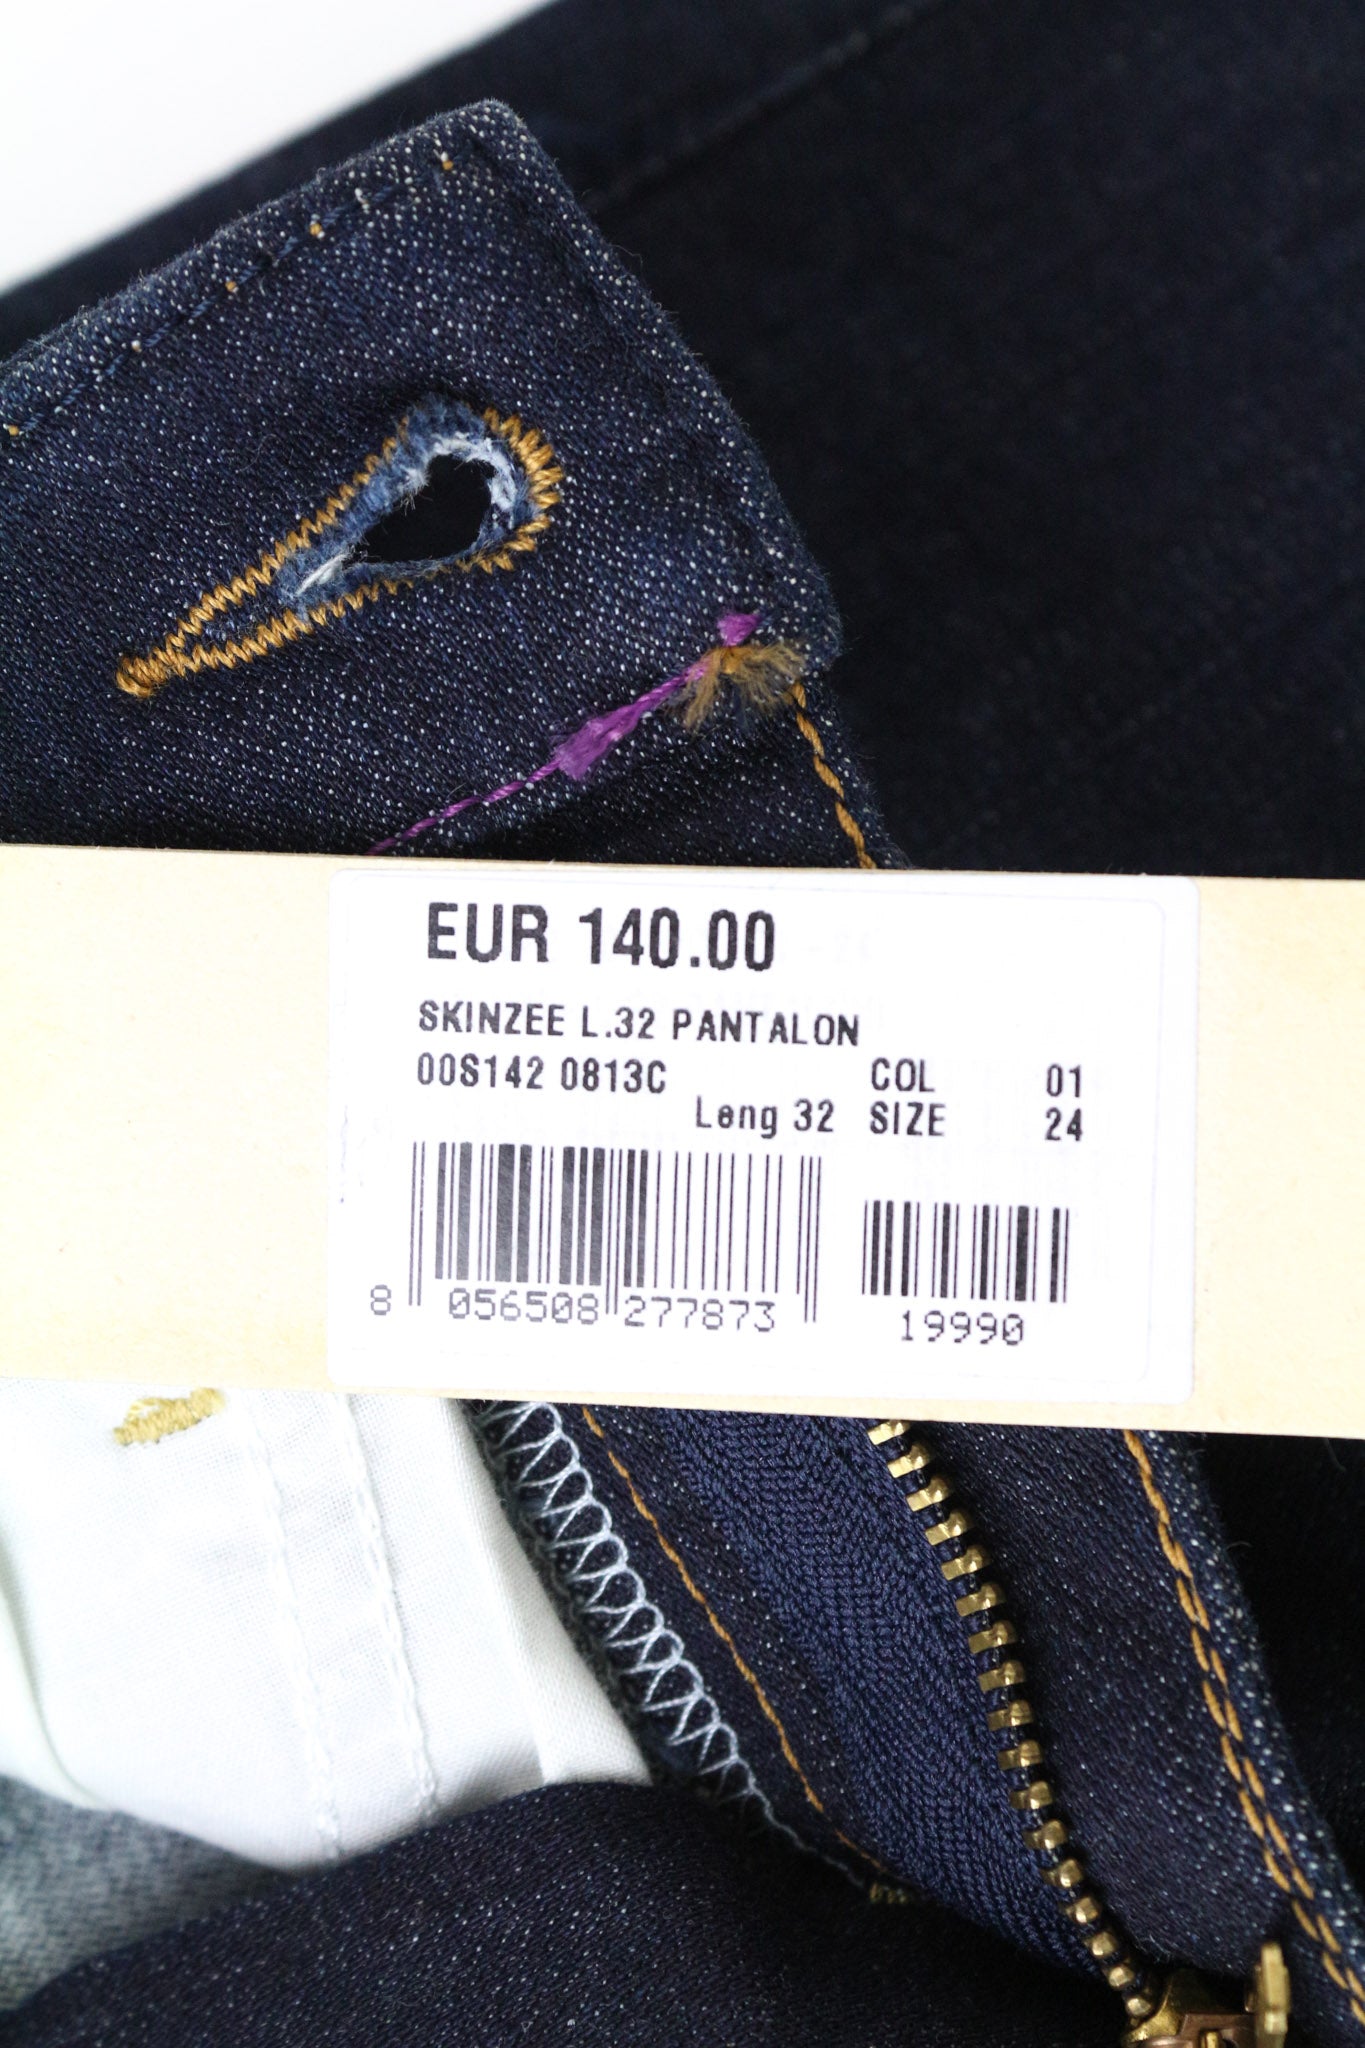 EUR 140.00
SKINZEE L.32 PANTALON
00S142 0813C COL 01
Leng 32 SIZE 24
8 056508 277873 19990